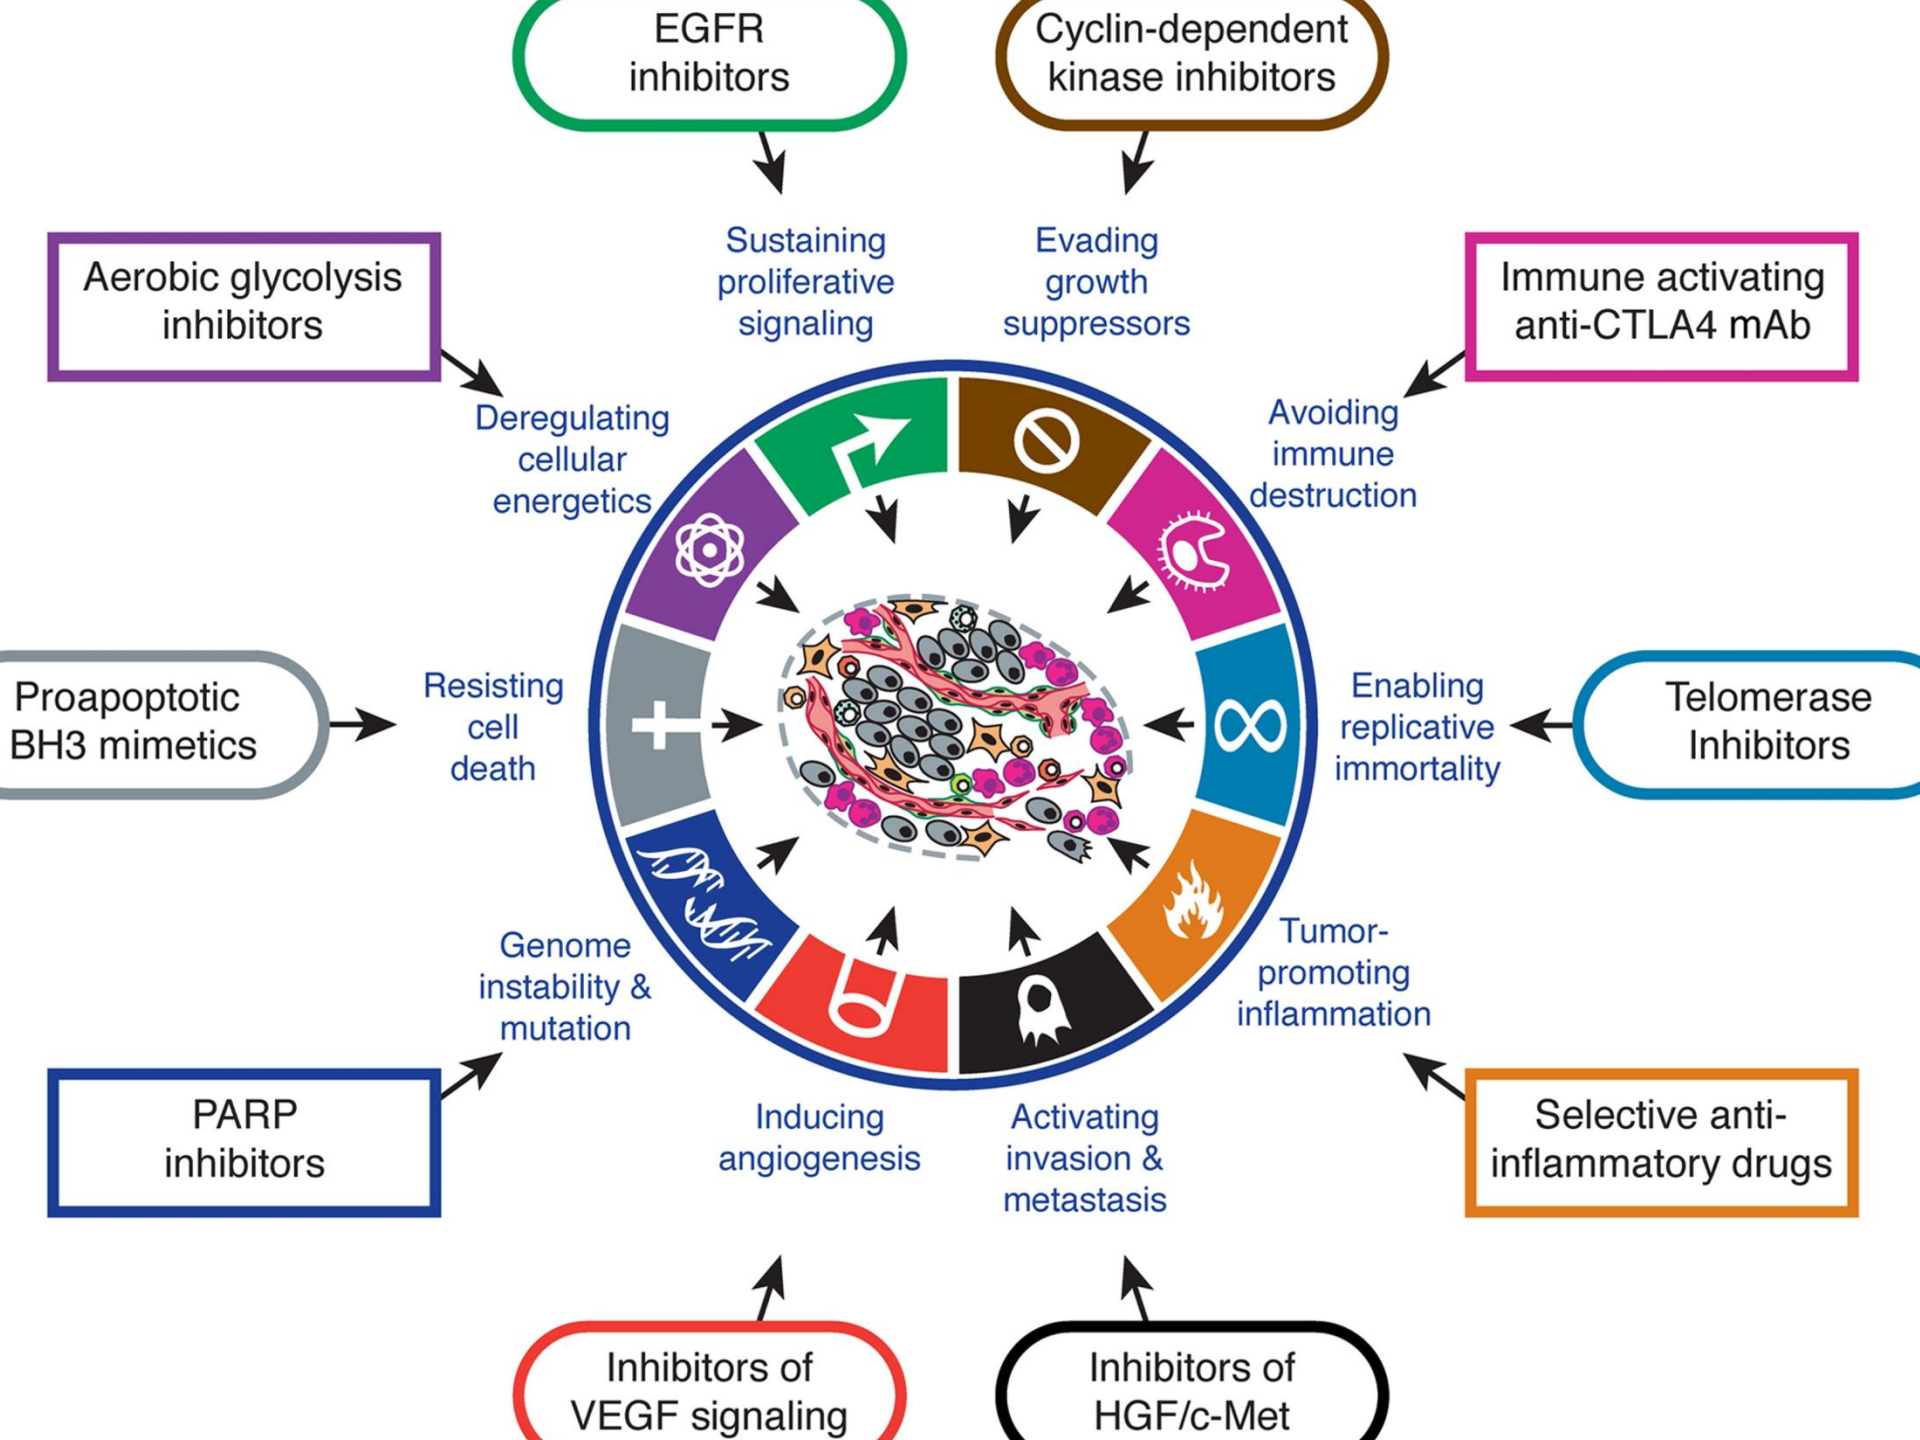 EGFR
inhibitors
Cyclin-dependent
kinase inhibitors
Sustaining
proliferative
signaling
Evading
growth
suppressors
Aerobic glycolysis
inhibitors
Immune activating
anti-CTLA4 mAb
Deregulating
cellular
energetics
Avoiding
immune
destruction
Proapoptotic
BH3 mimetics
Resisting
cell
death
Enabling
replicative
immortality
Telomerase
Inhibitors
Genome
instability &
mutation
Tumor-
promoting
inflammation
PARP
inhibitors
Inducing
angiogenesis
Activating
invasion &
metastasis
Selective anti-
inflammatory drugs
Inhibitors of
VEGF signaling
Inhibitors of
HGF/c-Met